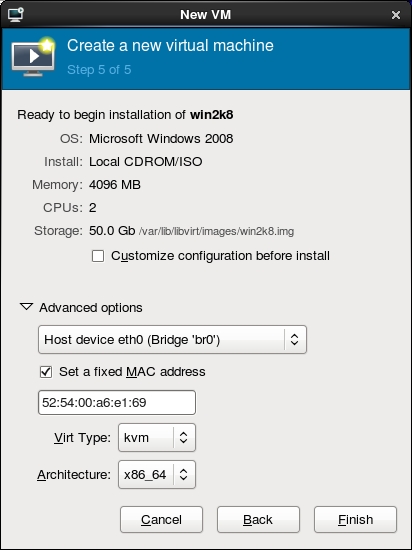 New VM
Create a new virtual machine
Step 5 of 5
Ready to begin installation of win2k8
OS: Microsoft Windows 2008
Install: Local CDROM/ISO
Memory: 4096 MB
CPUs: 2
Storage: 50.0 Gb /var/lib/libvirt/images/win2k8.img
Customize configuration before install
Advanced options
Host device eth0 (Bridge 'br0')
Set a fixed MAC address
52:54:00:a6:e1:69
Virt Type: kvm
Architecture: x86_64
Cancel Back Finish